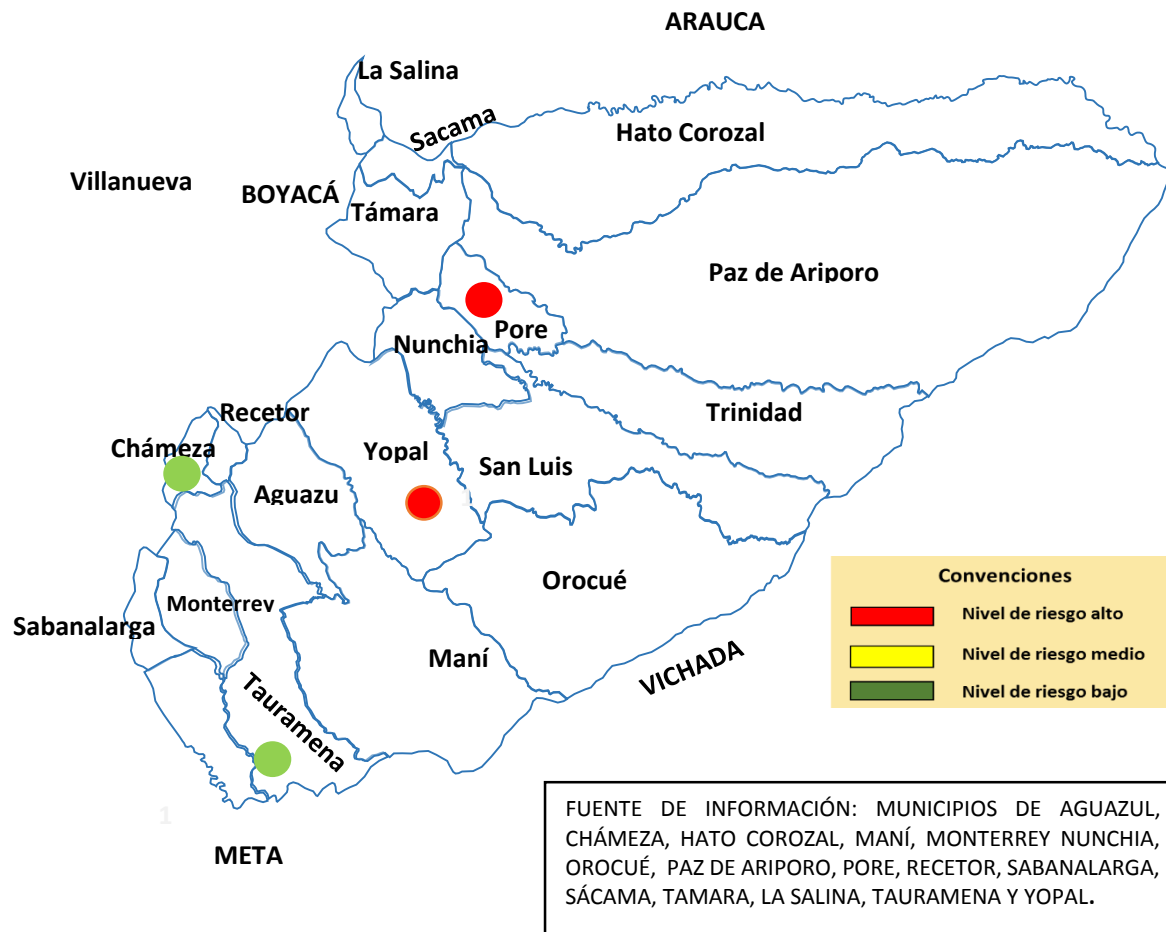 ARAUCA
La Salina
Sacama
Hato Corozal
Villanueva
BOYACÁ
Támara
Paz de Ariporo
Pore
Nunchia
Trinidad
Recetor
Chámeza
Yopal
San Luis
Aguazu
Orocué
Monterrey
Sabanalarga
Maní
VICHADA
Tauramena
META
1
Convenciones
Nivel de riesgo alto
Nivel de riesgo medio
Nivel de riesgo bajo
FUENTE DE INFORMACIÓN: MUNICIPIOS DE AGUAZUL,
CHÁMEZA, HATO COROZAL, MANÍ, MONTERREY NUNCHIA,
OROCUÉ, PAZ DE ARIPORO, PORE, RECETOR, SABANALARGA,
SÁCAMA, TAMARA, LA SALINA, TAURAMENA Y YOPAL.